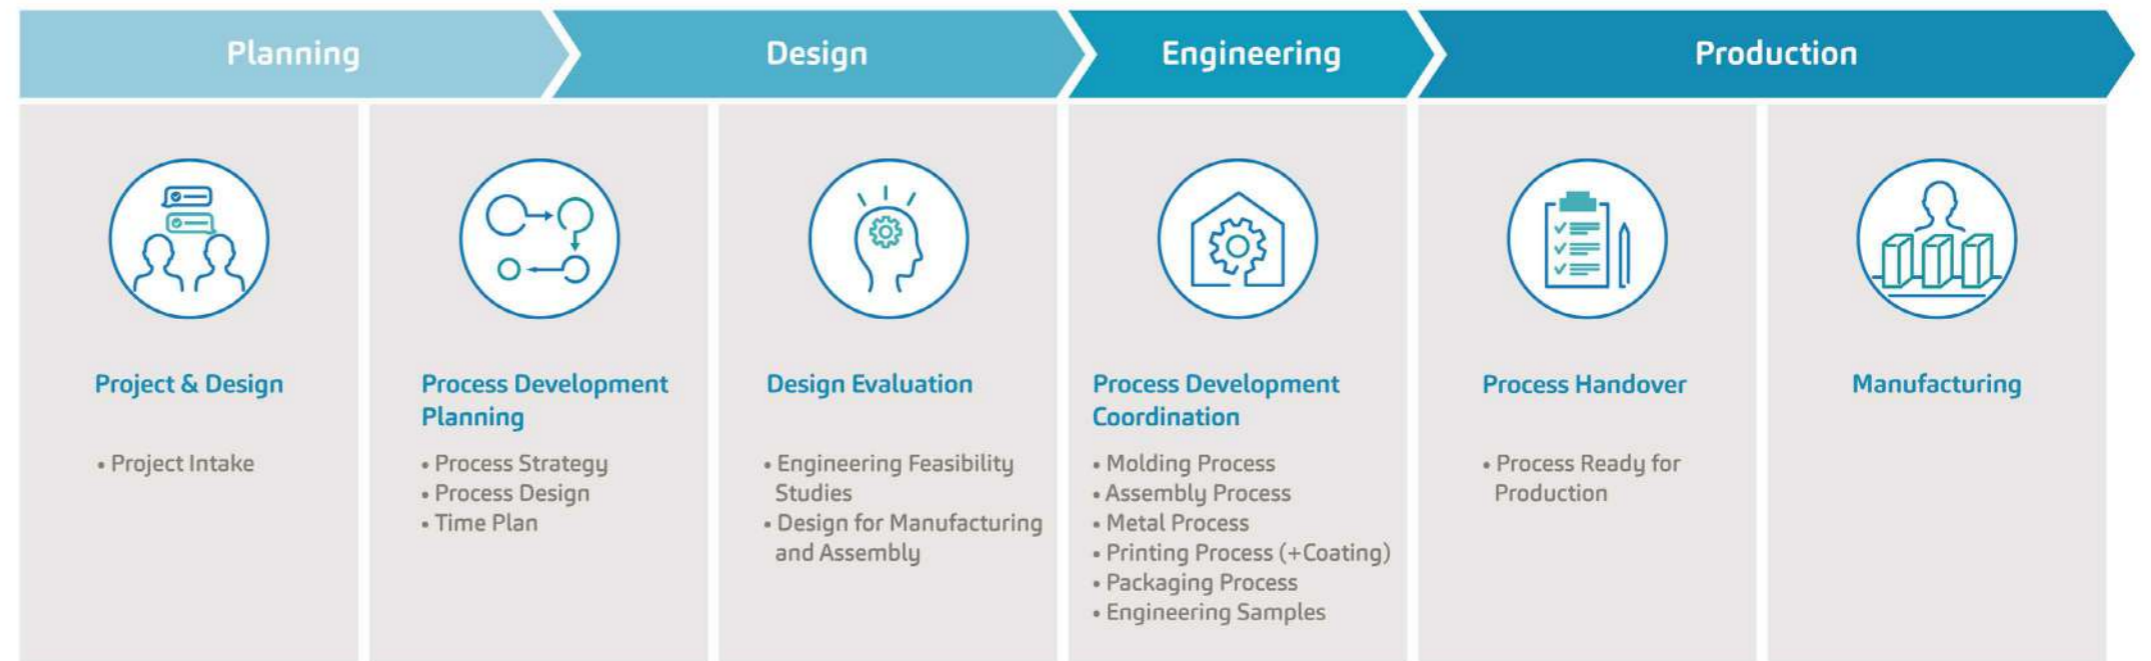 Planning
Design
Engineering
Production
Project & Design
• Project Intake
Process Development
Planning
• Process Strategy
• Process Design
• Time Plan
Design Evaluation
• Engineering Feasibility
Studies
• Design for Manufacturing
and Assembly
Process Development
Coordination
• Molding Process
• Assembly Process
• Metal Process
• Printing Process (+Coating)
• Packaging Process
• Engineering Samples
Process Handover
• Process Ready for
Production
Manufacturing